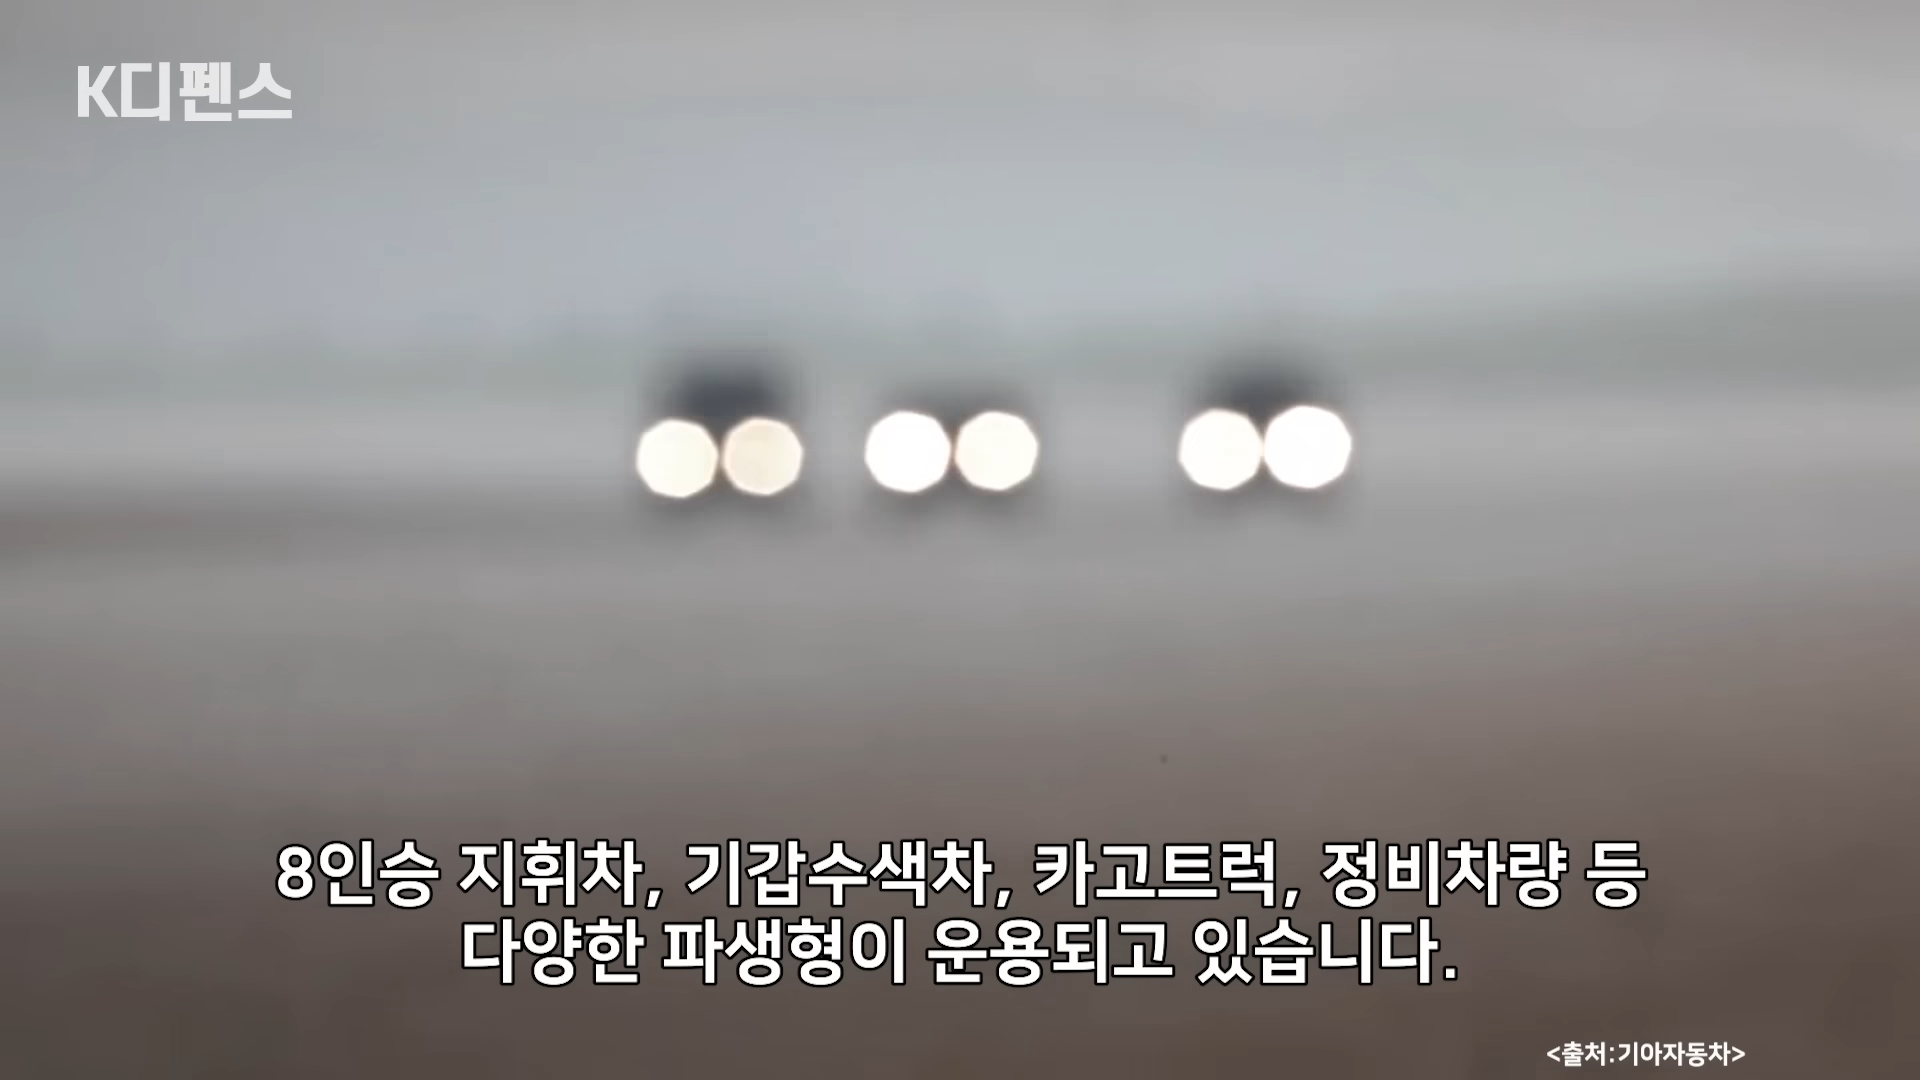 K디펜스
8인승 지휘차, 기갑수색차, 카고트럭, 정비차량 등
다양한 파생형이 운용되고 있습니다.
<출처:기아자동차>